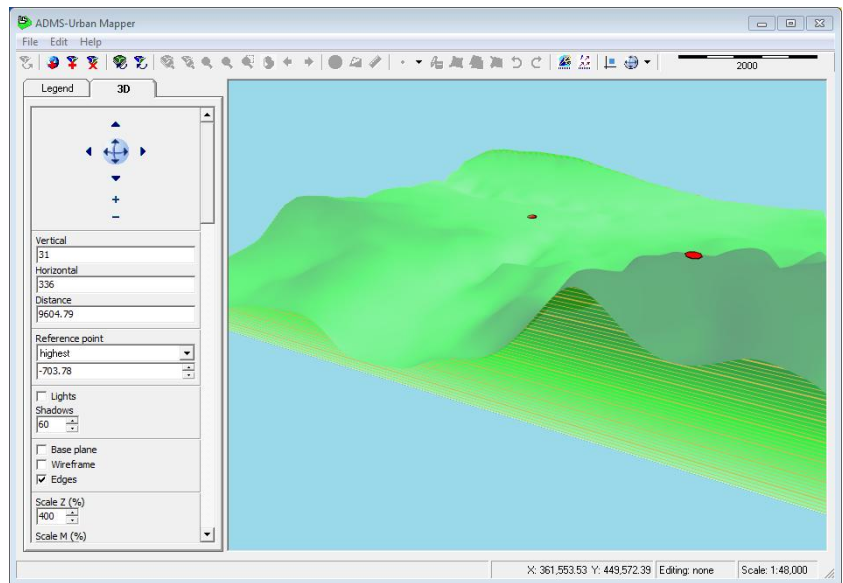 ADMS-Urban Mapper
File Edit Help
2000
Legend 3D
Vertical
31
Horizontal
336
Distance
9604.79
Reference point
highest
-703.78
Lights
Shadows
60
Base plane
Wireframe
Edges
Scale Z (%)
400
Scale M (%)
X: 361,553.53 Y: 449,572.39 Editing: none Scale: 1:48,000